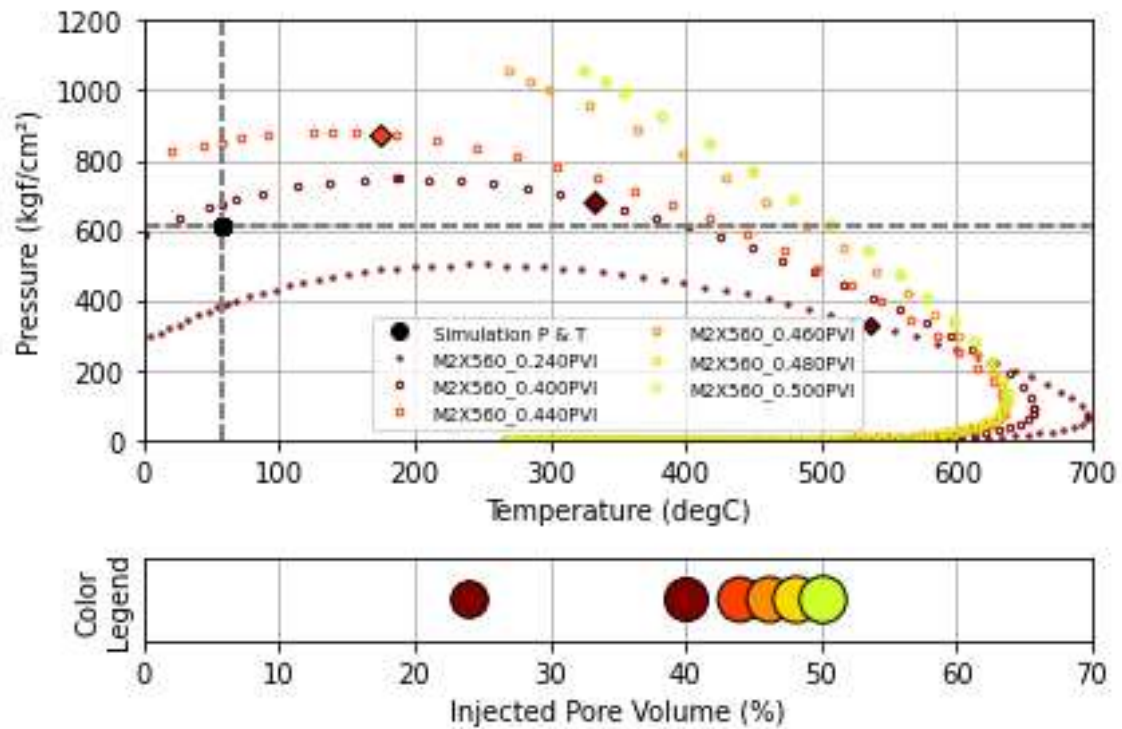 1200
1000
800
600
400
200
0
Pressure (kgf/cm²)
Simulation P & T
M2X560_0.240PVI
M2X560_0.400PVI
M2X560_0.440PVI
M2X560_0.460PVI
M2X560_0.480PVI
M2X560_0.500PVI
0 100 200 300 400 500 600 700
Temperature (degC)
Color
Legend
0 10 20 30 40 50 60 70
Injected Pore Volume (%)